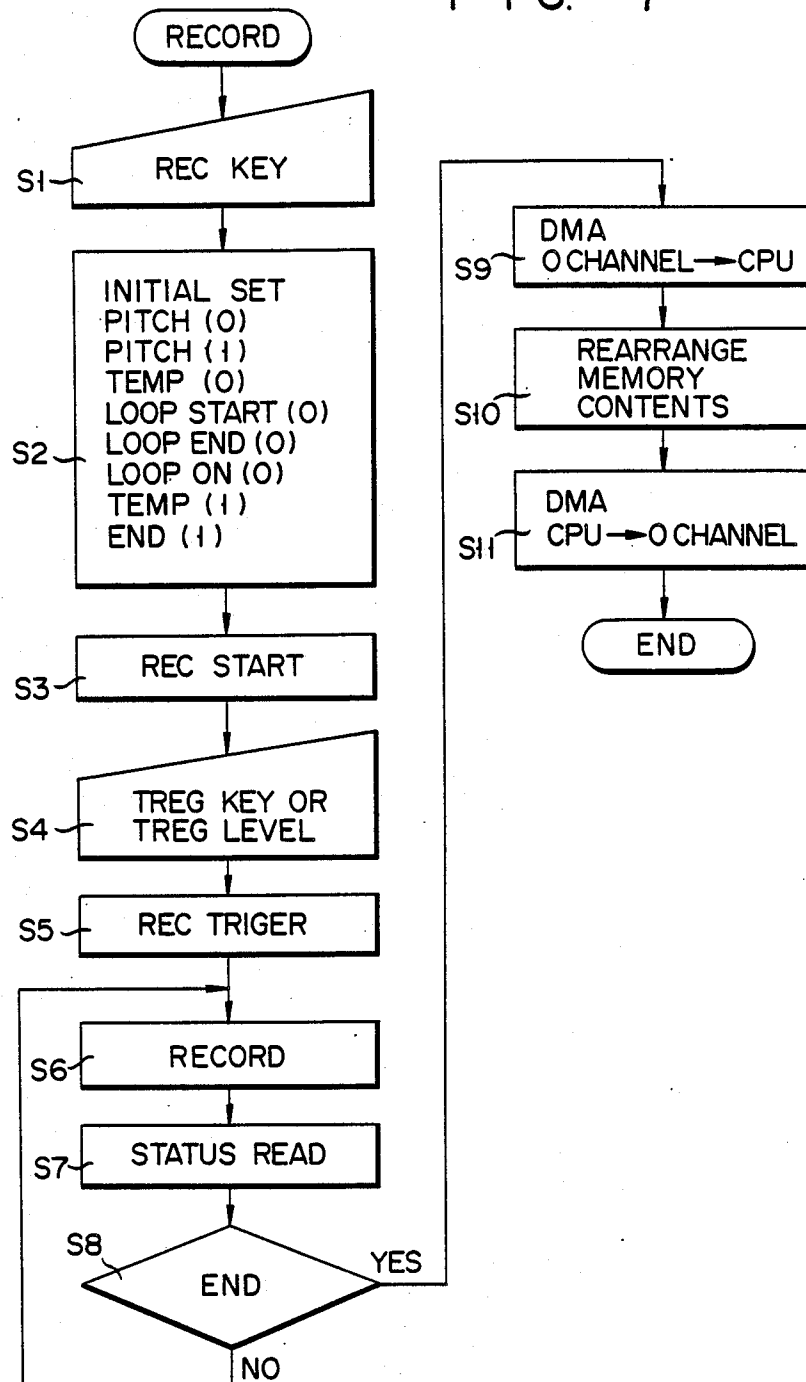 FIG. 7
RECORD
S1
REC KEY
S2
INITIAL SET
PITCH (0)
PITCH (1)
TEMP (0)
LOOP START (0)
LOOP END (0)
LOOP ON (0)
TEMP (1)
END (1)
S3
REC START
S4
TREG KEY OR
TREG LEVEL
S5
REC TRIGER
S6
RECORD
S7
STATUS READ
S8
END
YES
NO
S9
DMA
0 CHANNEL → CPU
S10
REARRANGE
MEMORY
CONTENTS
S11
DMA
CPU → 0 CHANNEL
END